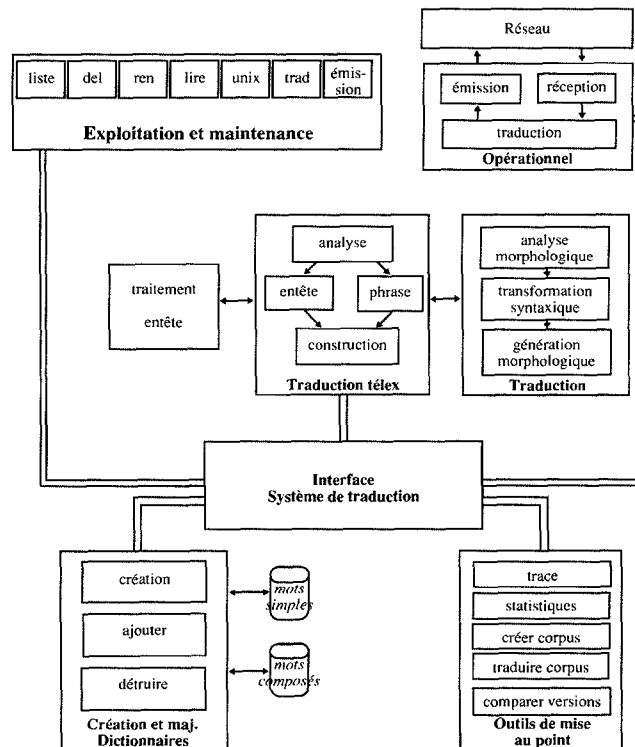 Réseau
liste del ren lire unix trad émis-
sion
Exploitation et maintenance
émission réception
traduction
Opérationnel
analyse
entête phrase
construction
Traduction télex
traitement
entête
analyse
morphologique
transformation
syntaxique
génération
morphologique
Traduction
Interface
Système de traduction
création
ajouter
détruire
Création et maj.
Dictionnaires
mots
simples
mots
composés
trace
statistiques
créer corpus
traduire corpus
comparer versions
Outils de mise
au point